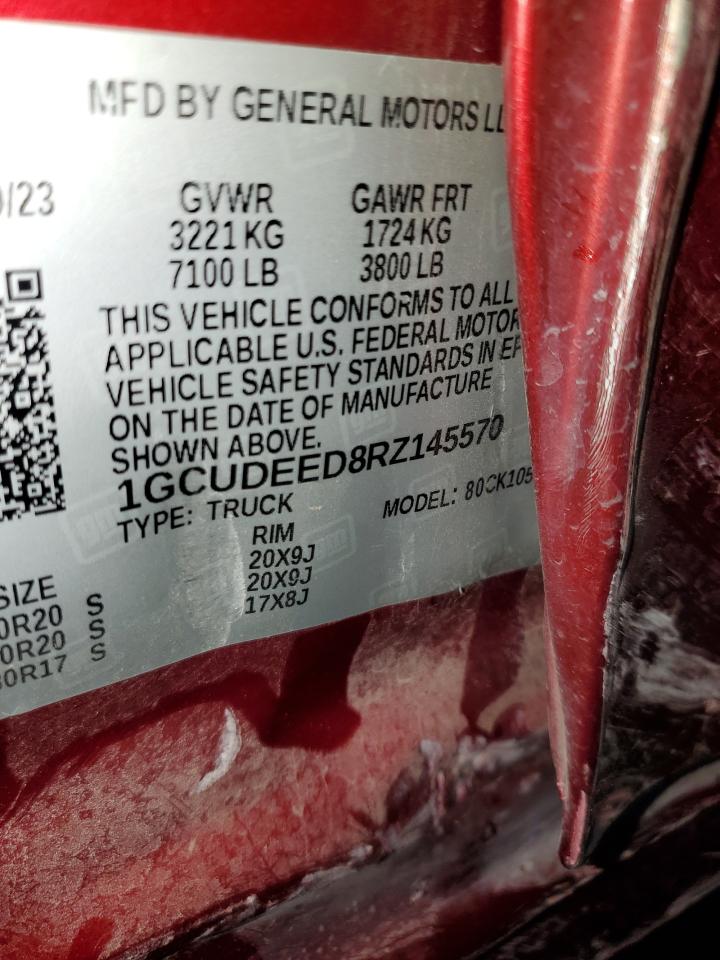 MFD BY GENERAL MOTORS LL
/23 GVWR GAWR FRT
3221 KG 1724 KG
7100 LB 3800 LB
THIS VEHICLE CONFORMS TO ALL
APPLICABLE U.S. FEDERAL MOTOR
VEHICLE SAFETY STANDARDS IN EF
ON THE DATE OF MANUFACTURE
SHOWN ABOVE.
1GCUDEED8RZ145570
TYPE: TRUCK MODEL: 80CK105
SIZE RIM
0R20 S 20X9J
0R20 S 20X9J
80R17 S 17X8J